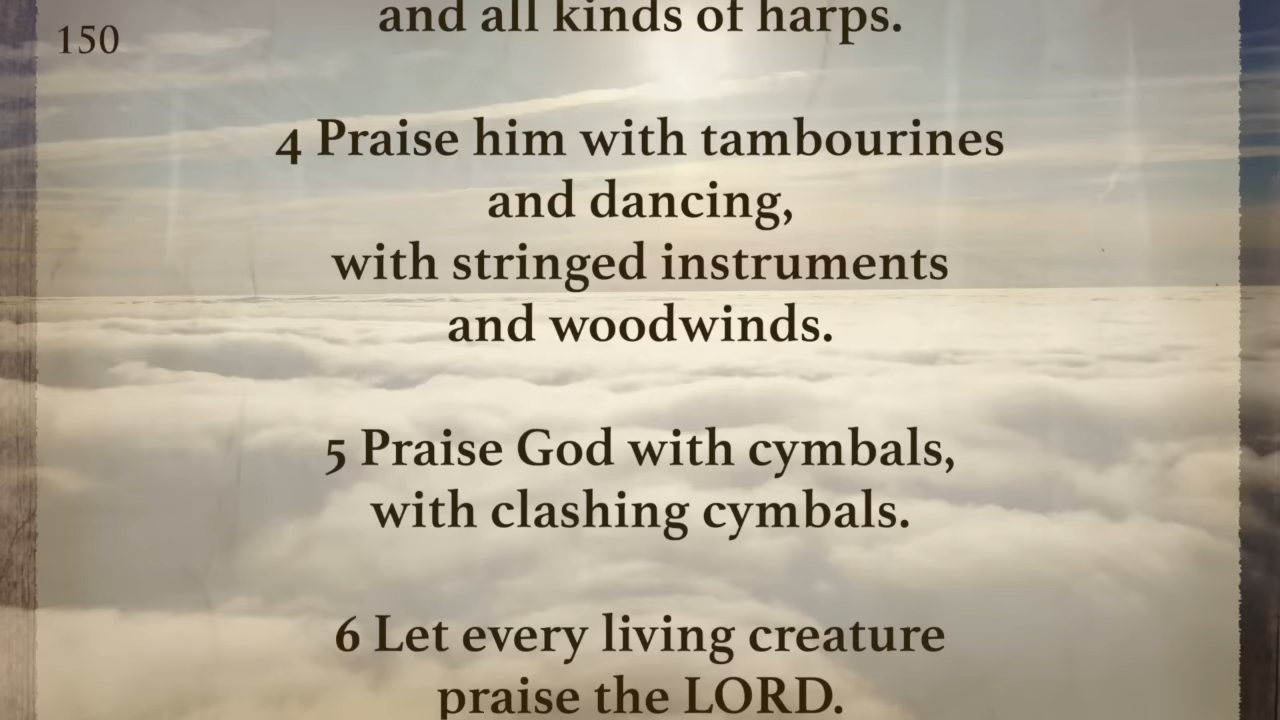 150
and all kinds of harps.
4 Praise him with tambourines
and dancing,
with stringed instruments
and woodwinds.
5 Praise God with cymbals,
with clashing cymbals.
6 Let every living creature
praise the LORD.